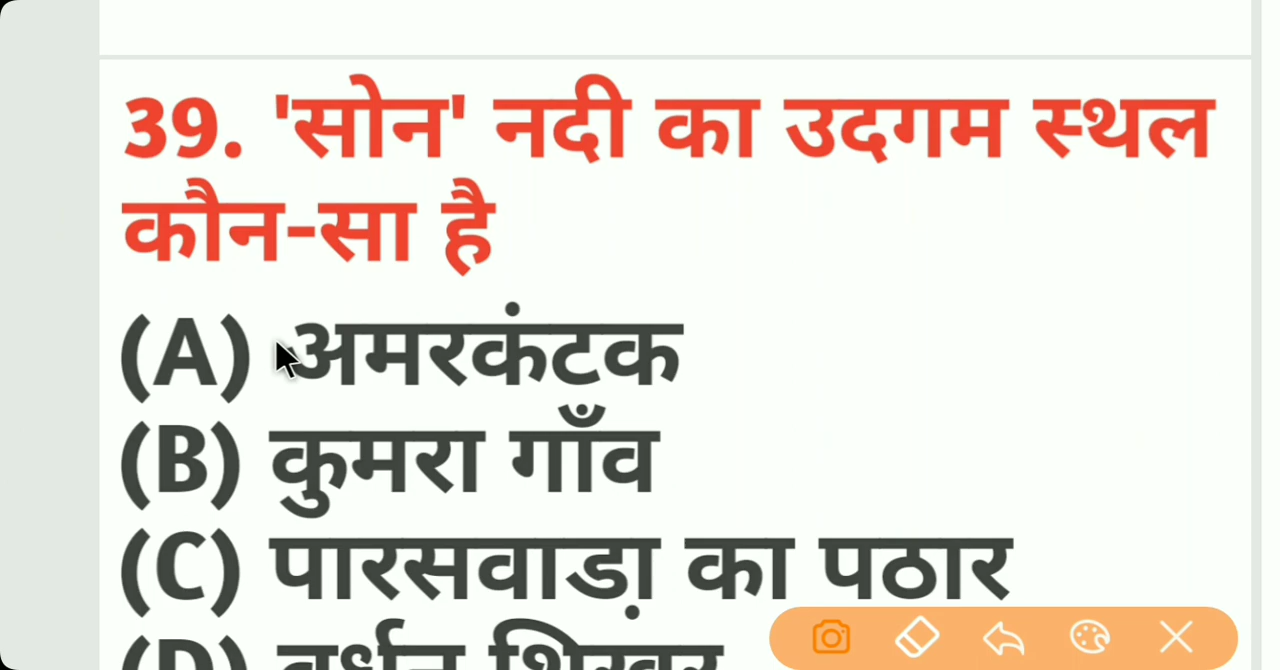 39. 'सोन' नदी का उदगम स्थल
कौन-सा है
(A) अमरकंटक
(B) कुमरा गाँव
(C) पारसवाडा़ का पठार
(D)